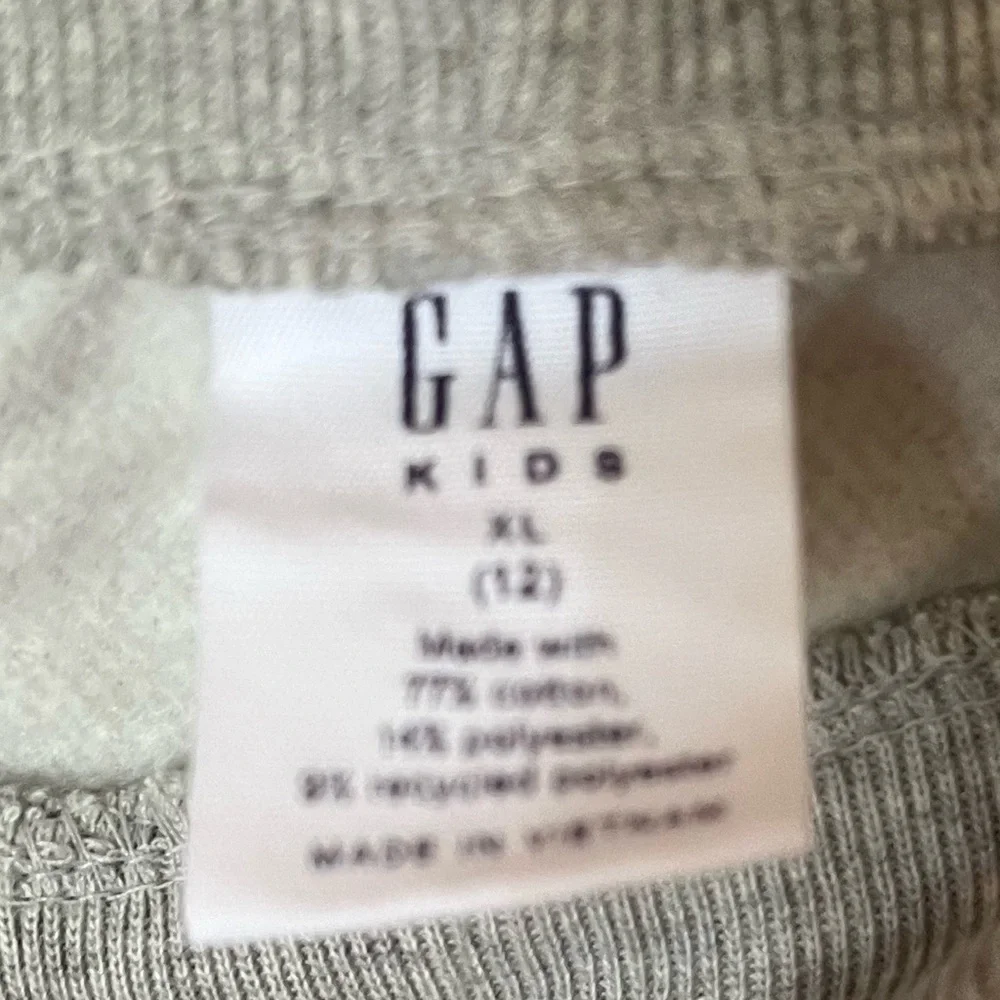 GAP
KIDS
XL
(12)
Made with
77% cotton,
14% polyester,
9% recycled polyester
MADE IN VIETNAM